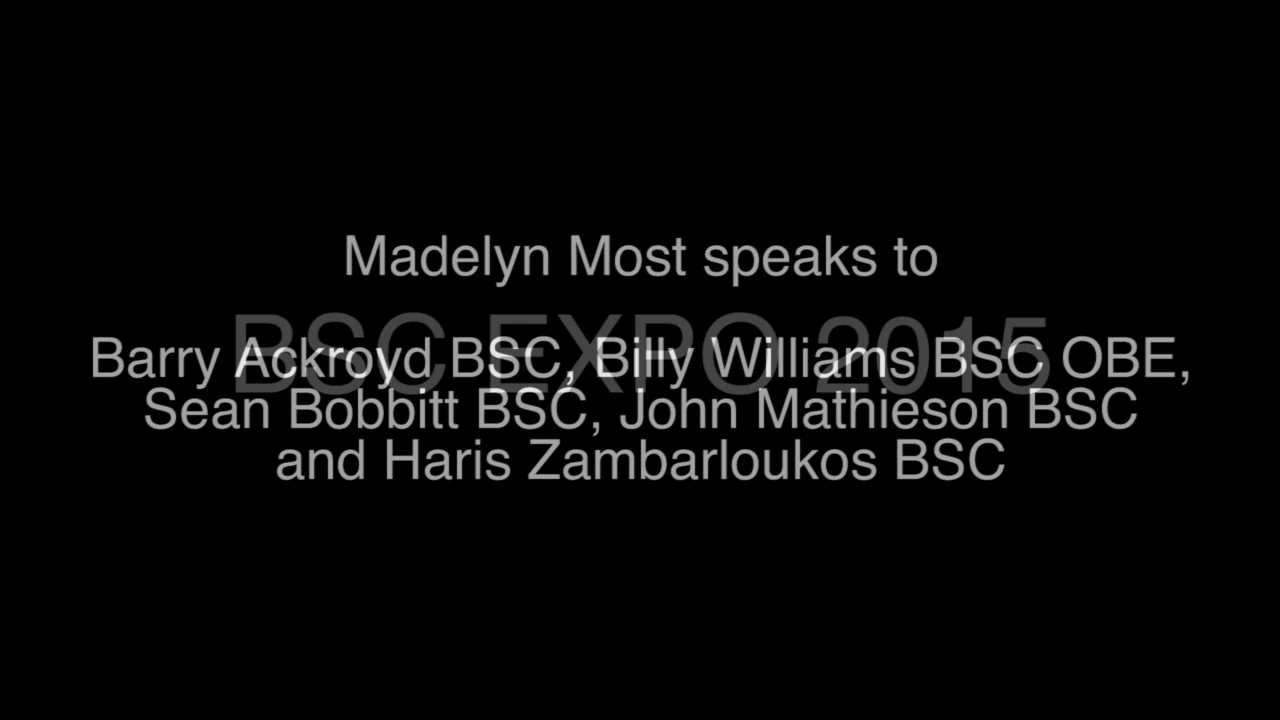 Madelyn Most speaks to
BSC EXPO 2015
Barry Ackroyd BSC, Billy Williams BSC OBE,
Sean Bobbitt BSC, John Mathieson BSC
and Haris Zambarloukos BSC